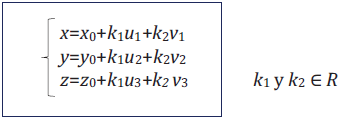 x=x₀+k₁u₁+k₂v₁
y=y₀+k₁u₂+k₂v₂
z=z₀+k₁u₃+k₂ v₃ k₁ y k₂ ∈ R